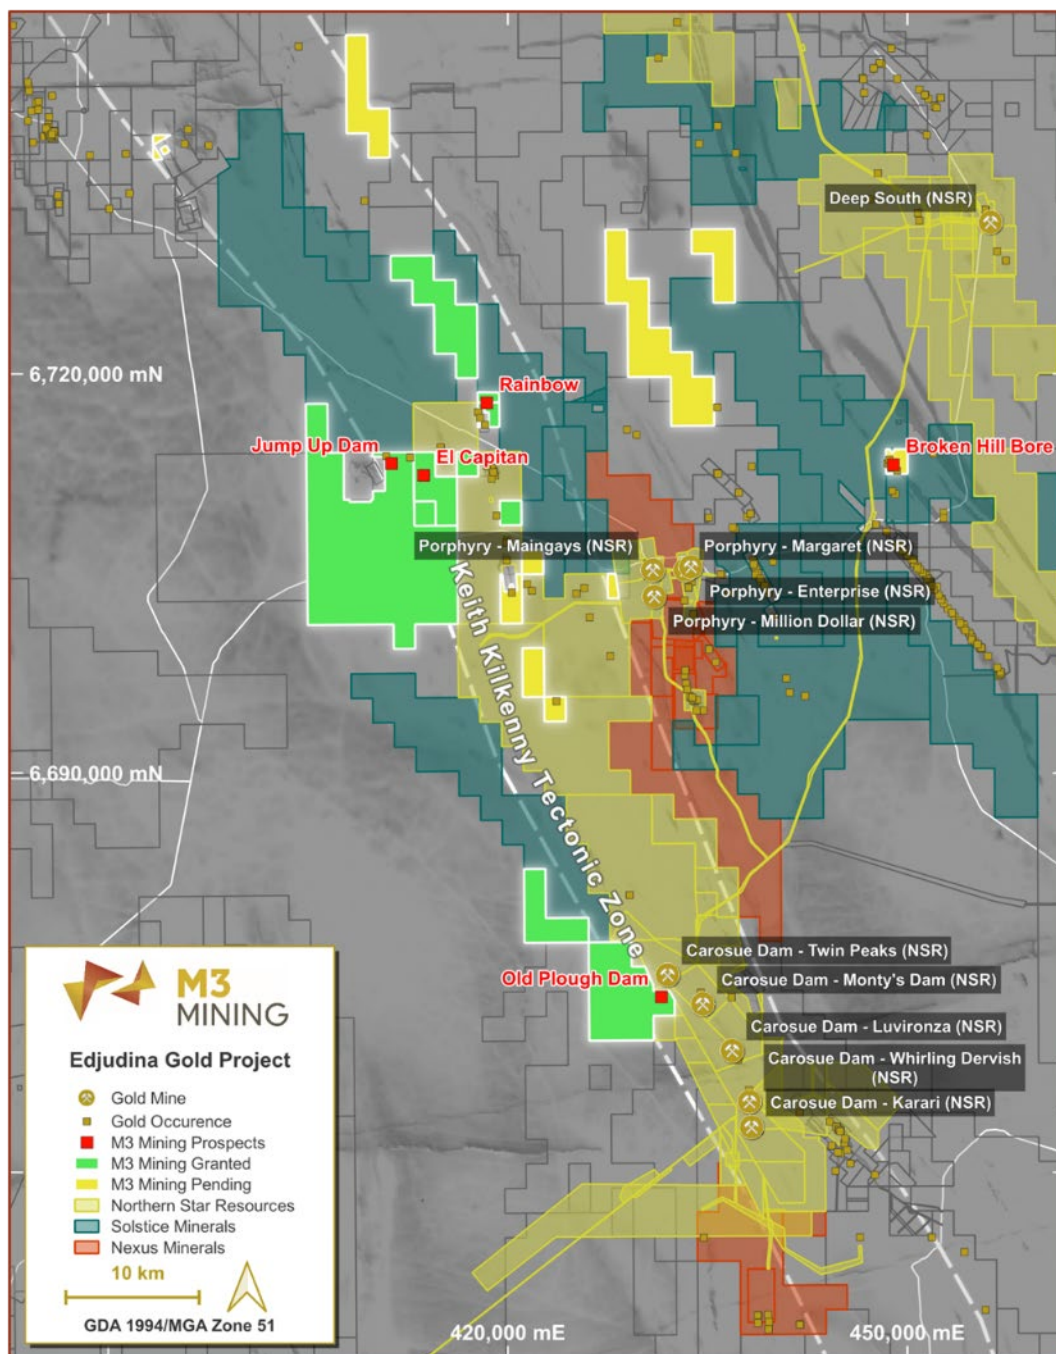 Deep South (NSR)
6,720,000 mN
Rainbow
Jump Up Dam
El Capitan
Broken Hill Bore
Porphyry - Maingays (NSR)
Porphyry - Margaret (NSR)
Porphyry - Enterprise (NSR)
Porphyry - Million Dollar (NSR)
Keith Kilkenny Tectonic Zone
6,690,000 mN
Carosue Dam - Twin Peaks (NSR)
Old Plough Dam
Carosue Dam - Monty's Dam (NSR)
Carosue Dam - Luvironza (NSR)
Carosue Dam - Whirling Dervish
(NSR)
Carosue Dam - Karari (NSR)
M3
MINING
Edjudina Gold Project
Gold Mine
Gold Occurence
M3 Mining Prospects
M3 Mining Granted
M3 Mining Pending
Northern Star Resources
Solstice Minerals
Nexus Minerals
10 km
GDA 1994/MGA Zone 51
420,000 mE
450,000 mE